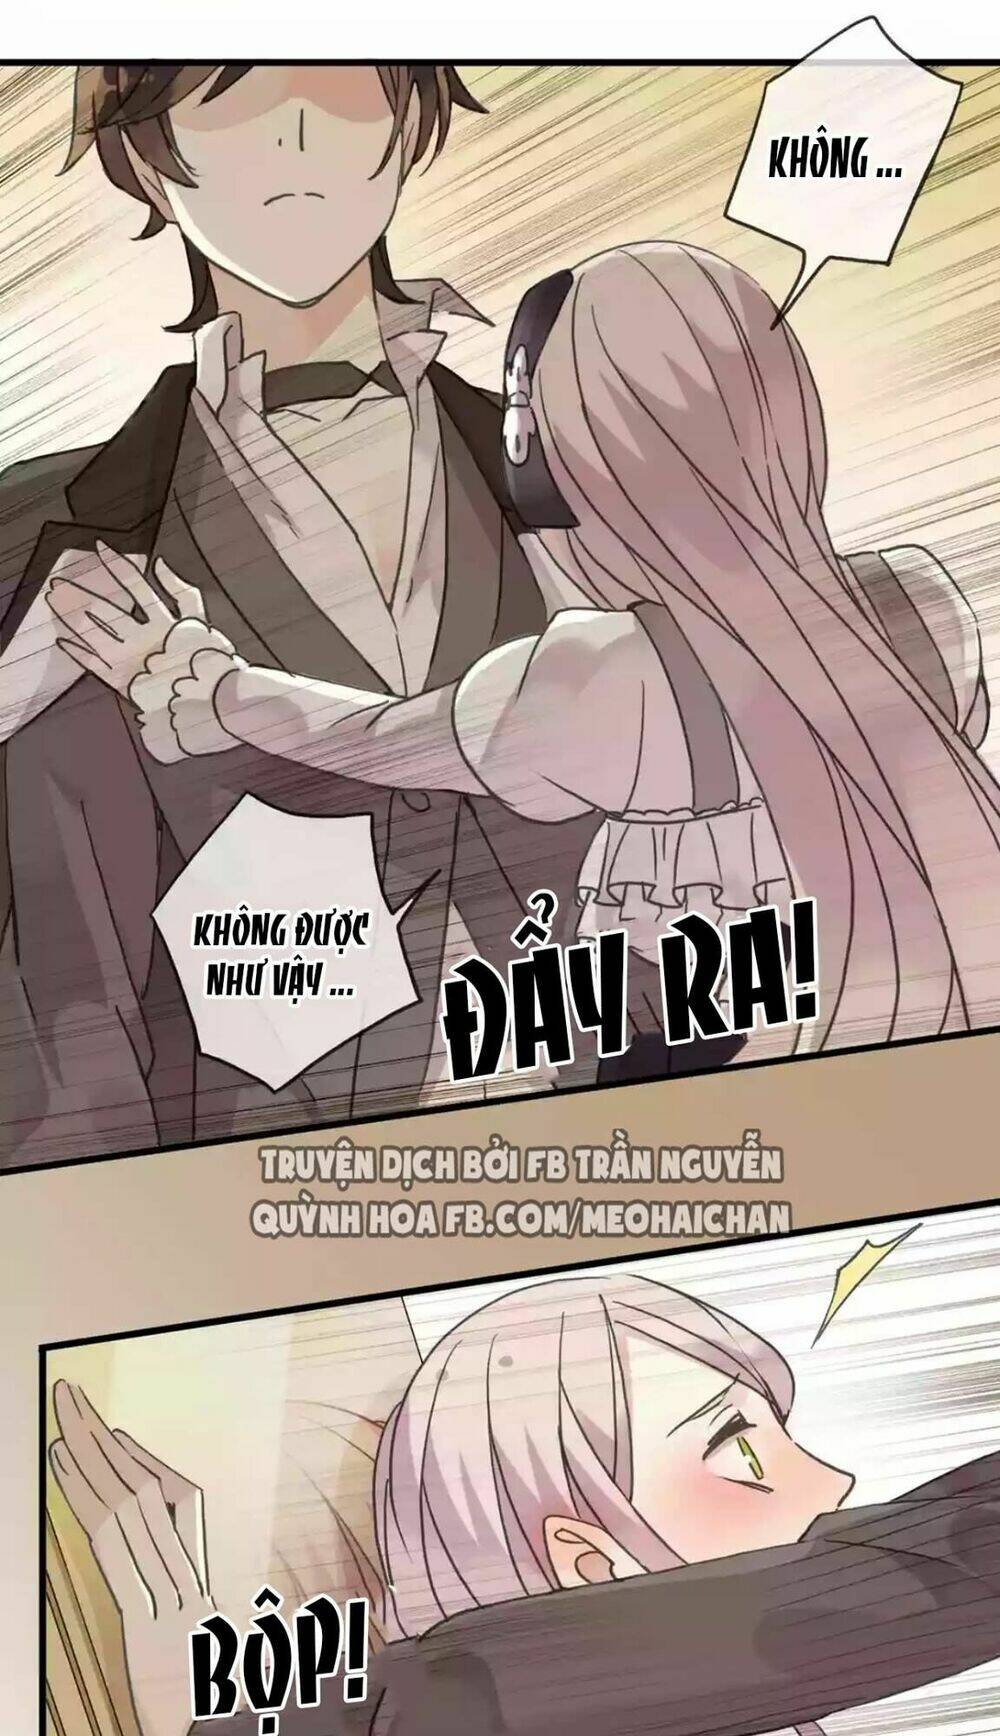 KHÔNG ...
KHÔNG ĐƯỢC
NHƯ VẬY ...
ĐẨY RA!
TRUYỆN DỊCH BỞI FB TRẦN NGUYỄN
QUỲNH HOA FB.COM/MEOHAICHAN
BỘP!